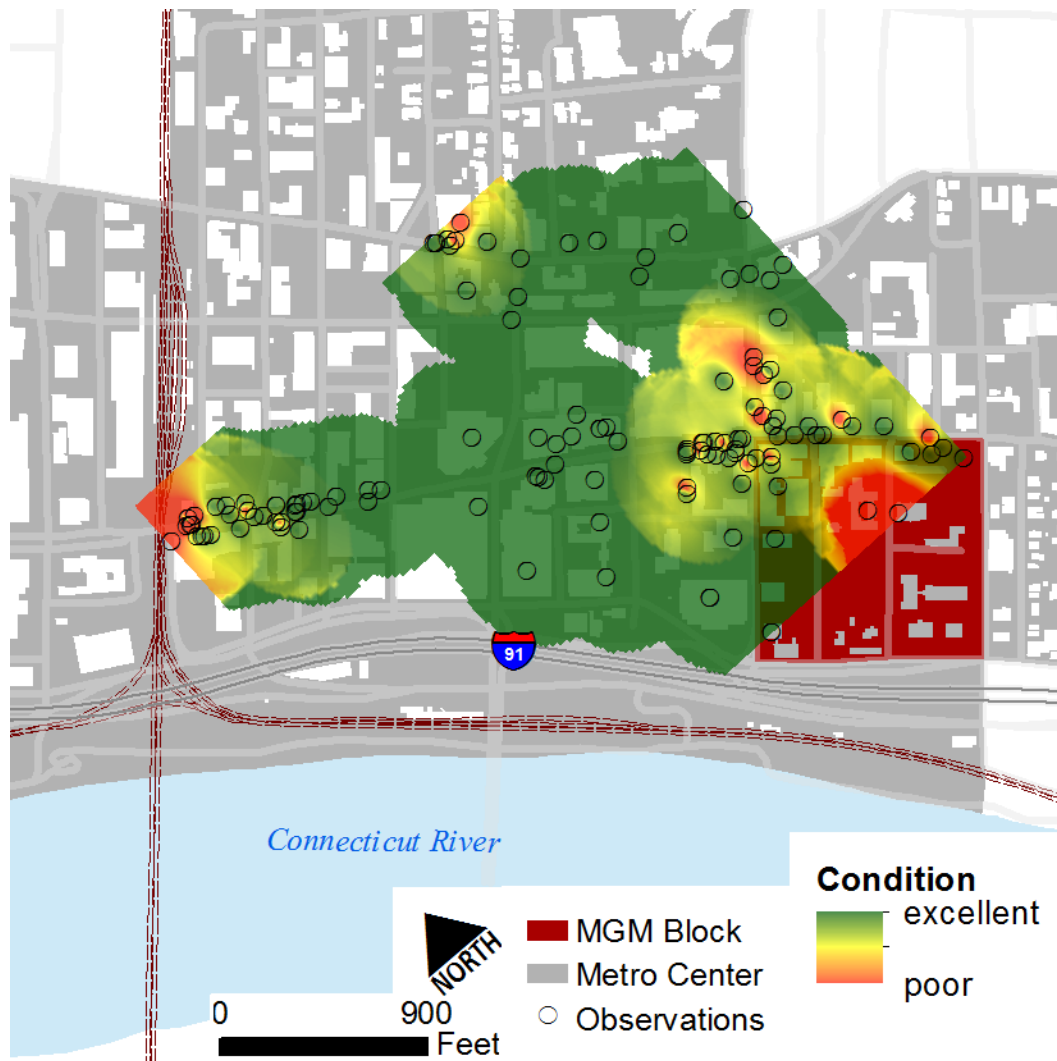 91
Connecticut River
Condition
excellent
poor
NORTH
MGM Block
Metro Center
Observations
0 900
Feet